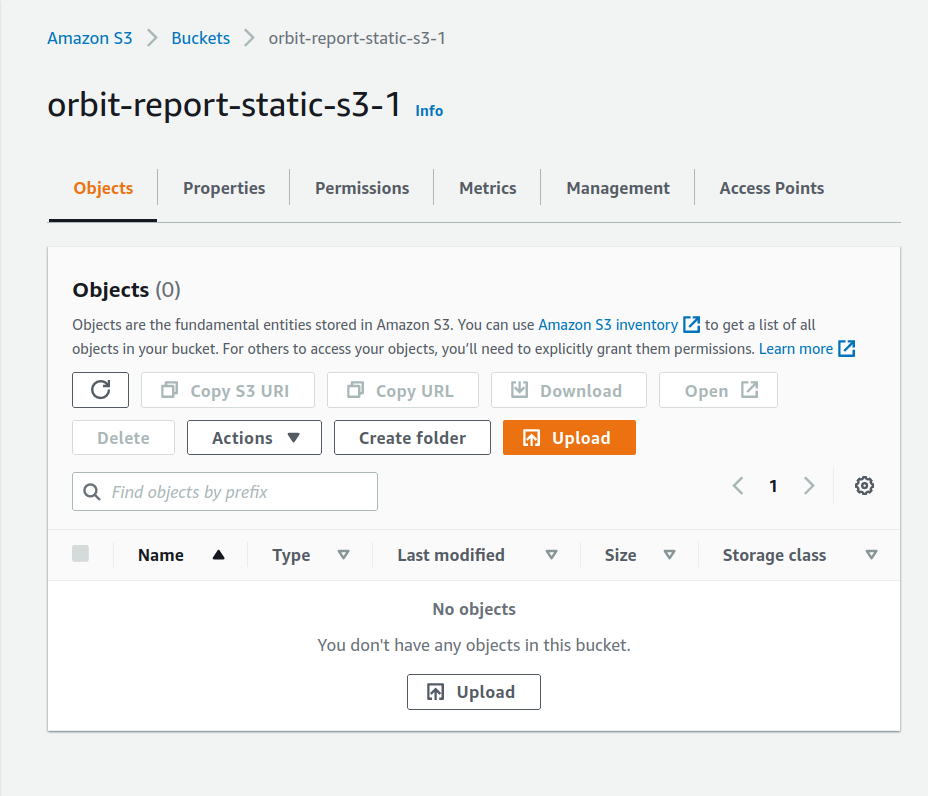 Amazon S3 > Buckets > orbit-report-static-s3-1
orbit-report-static-s3-1 Info
Objects Properties Permissions Metrics Management Access Points
Objects (0)
Objects are the fundamental entities stored in Amazon S3. You can use Amazon S3 inventory to get a list of all
objects in your bucket. For others to access your objects, you'll need to explicitly grant them permissions. Learn more
Copy S3 URI Copy URL Download Open
Delete Actions Create folder Upload
Find objects by prefix 1
Name Type Last modified Size Storage class
No objects
You don't have any objects in this bucket.
Upload